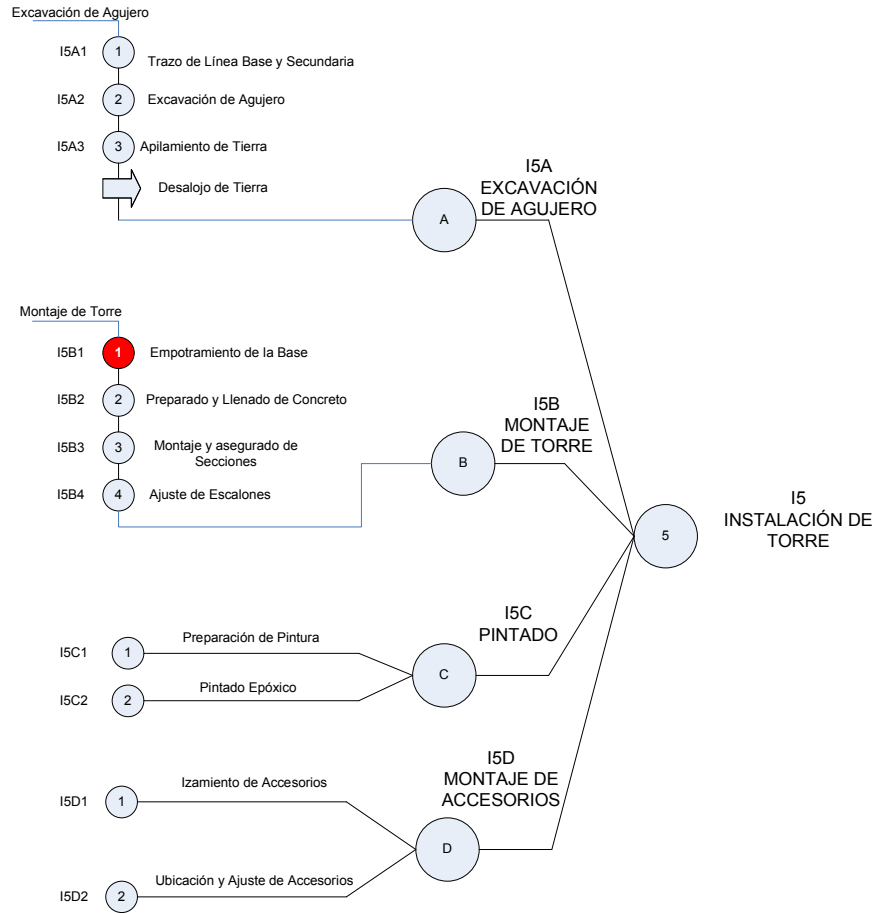 Excavación de Agujero
I5A1
1
Trazo de Línea Base y Secundaria
I5A2
2
Excavación de Agujero
I5A3
3
Apilamiento de Tierra
Desalojo de Tierra
A
I5A
EXCAVACIÓN
DE AGUJERO
Montaje de Torre
I5B1
1
Empotramiento de la Base
I5B2
2
Preparado y Llenado de Concreto
I5B3
3
Montaje y asegurado de
Secciones
I5B4
4
Ajuste de Escalones
B
I5B
MONTAJE
DE TORRE
5
I5
INSTALACIÓN DE
TORRE
I5C1
1
Preparación de Pintura
I5C2
2
Pintado Epóxico
C
I5C
PINTADO
I5D1
1
Izamiento de Accesorios
I5D2
2
Ubicación y Ajuste de Accesorios
D
I5D
MONTAJE DE
ACCESORIOS